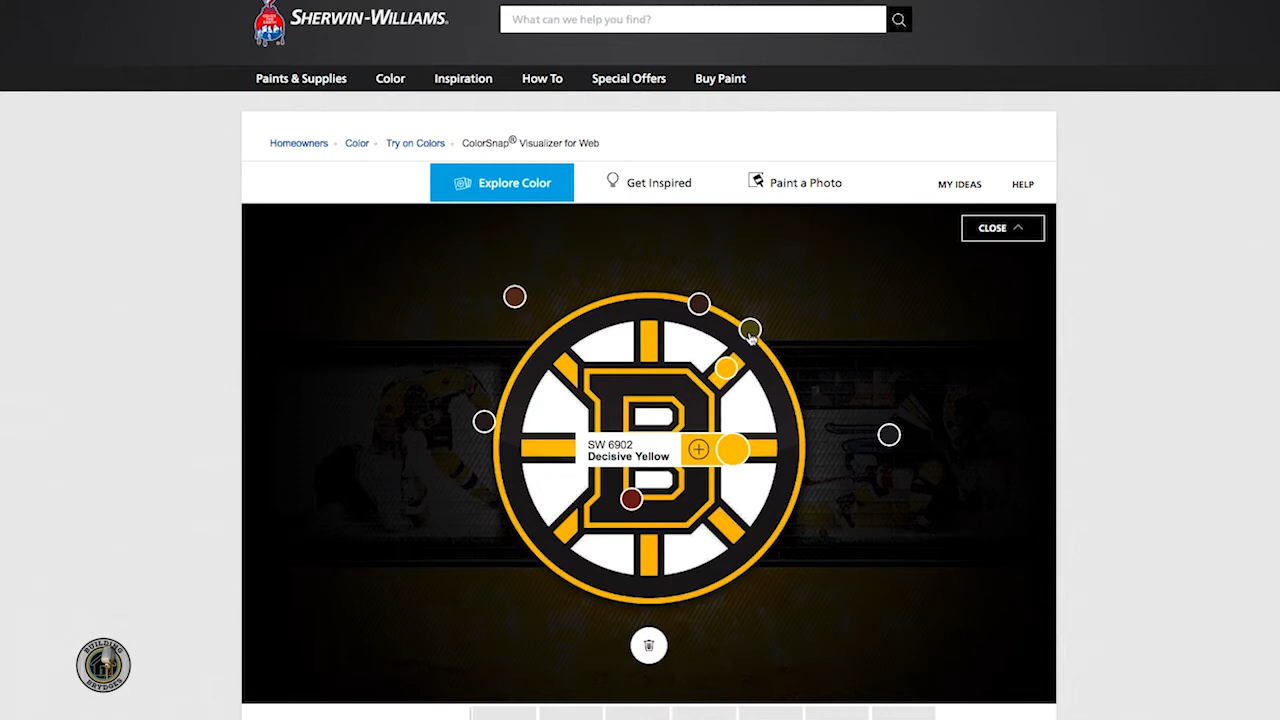 SHERWIN-WILLIAMS.
What can we help you find?
Paints & Supplies Color Inspiration How To Special Offers Buy Paint
Homeowners Color Try on Colors ColorSnap® Visualizer for Web
Explore Color Get Inspired Paint a Photo MY IDEAS HELP
CLOSE
B
SW 6902
Decisive Yellow
BUILDING
BRYDGES